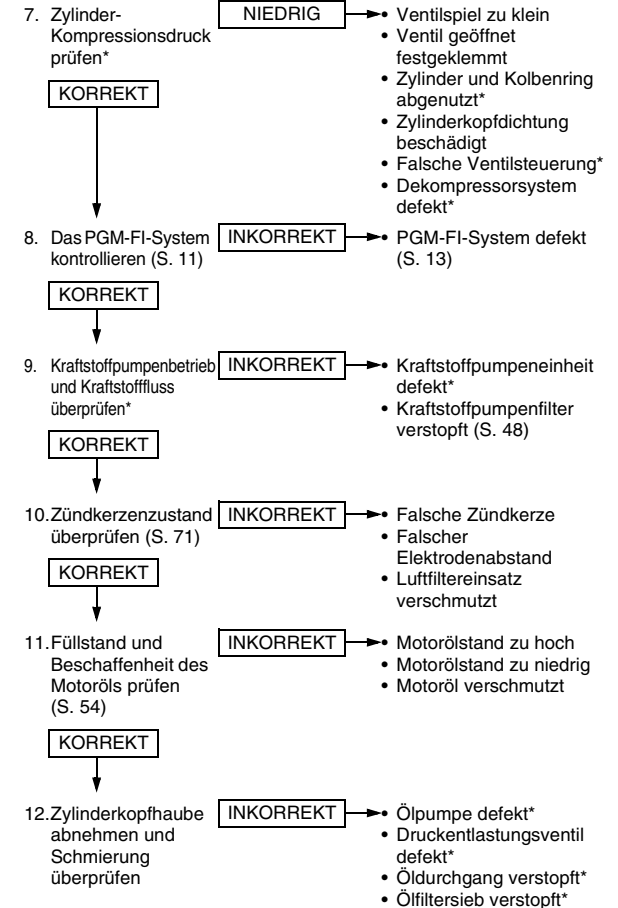 7. Zylinder-
Kompressionsdruck
prüfen*
NIEDRIG
• Ventilspiel zu klein
• Ventil geöffnet
festgeklemmt
• Zylinder und Kolbenring
abgenutzt*
• Zylinderkopfdichtung
beschädigt
• Falsche Ventilsteuerung*
• Dekompressorsystem
defekt*
KORREKT
8. Das PGM-FI-System
kontrollieren (S. 11)
INKORREKT
• PGM-FI-System defekt
(S. 13)
KORREKT
9. Kraftstoffpumpenbetrieb
und Kraftstofffluss
überprüfen*
INKORREKT
• Kraftstoffpumpeneinheit
defekt*
• Kraftstoffpumpenfilter
verstopft (S. 48)
KORREKT
10.Zündkerzenzustand
überprüfen (S. 71)
INKORREKT
• Falsche Zündkerze
• Falscher
Elektrodenabstand
• Luftfiltereinsatz
verschmutzt
KORREKT
11.Füllstand und
Beschaffenheit des
Motoröls prüfen
(S. 54)
INKORREKT
• Motorölstand zu hoch
• Motorölstand zu niedrig
• Motoröl verschmutzt
KORREKT
12.Zylinderkopfhaube
abnehmen und
Schmierung
überprüfen
INKORREKT
• Ölpumpe defekt*
• Druckentlastungsventil
defekt*
• Öldurchgang verstopft*
• Ölfiltersieb verstopft*